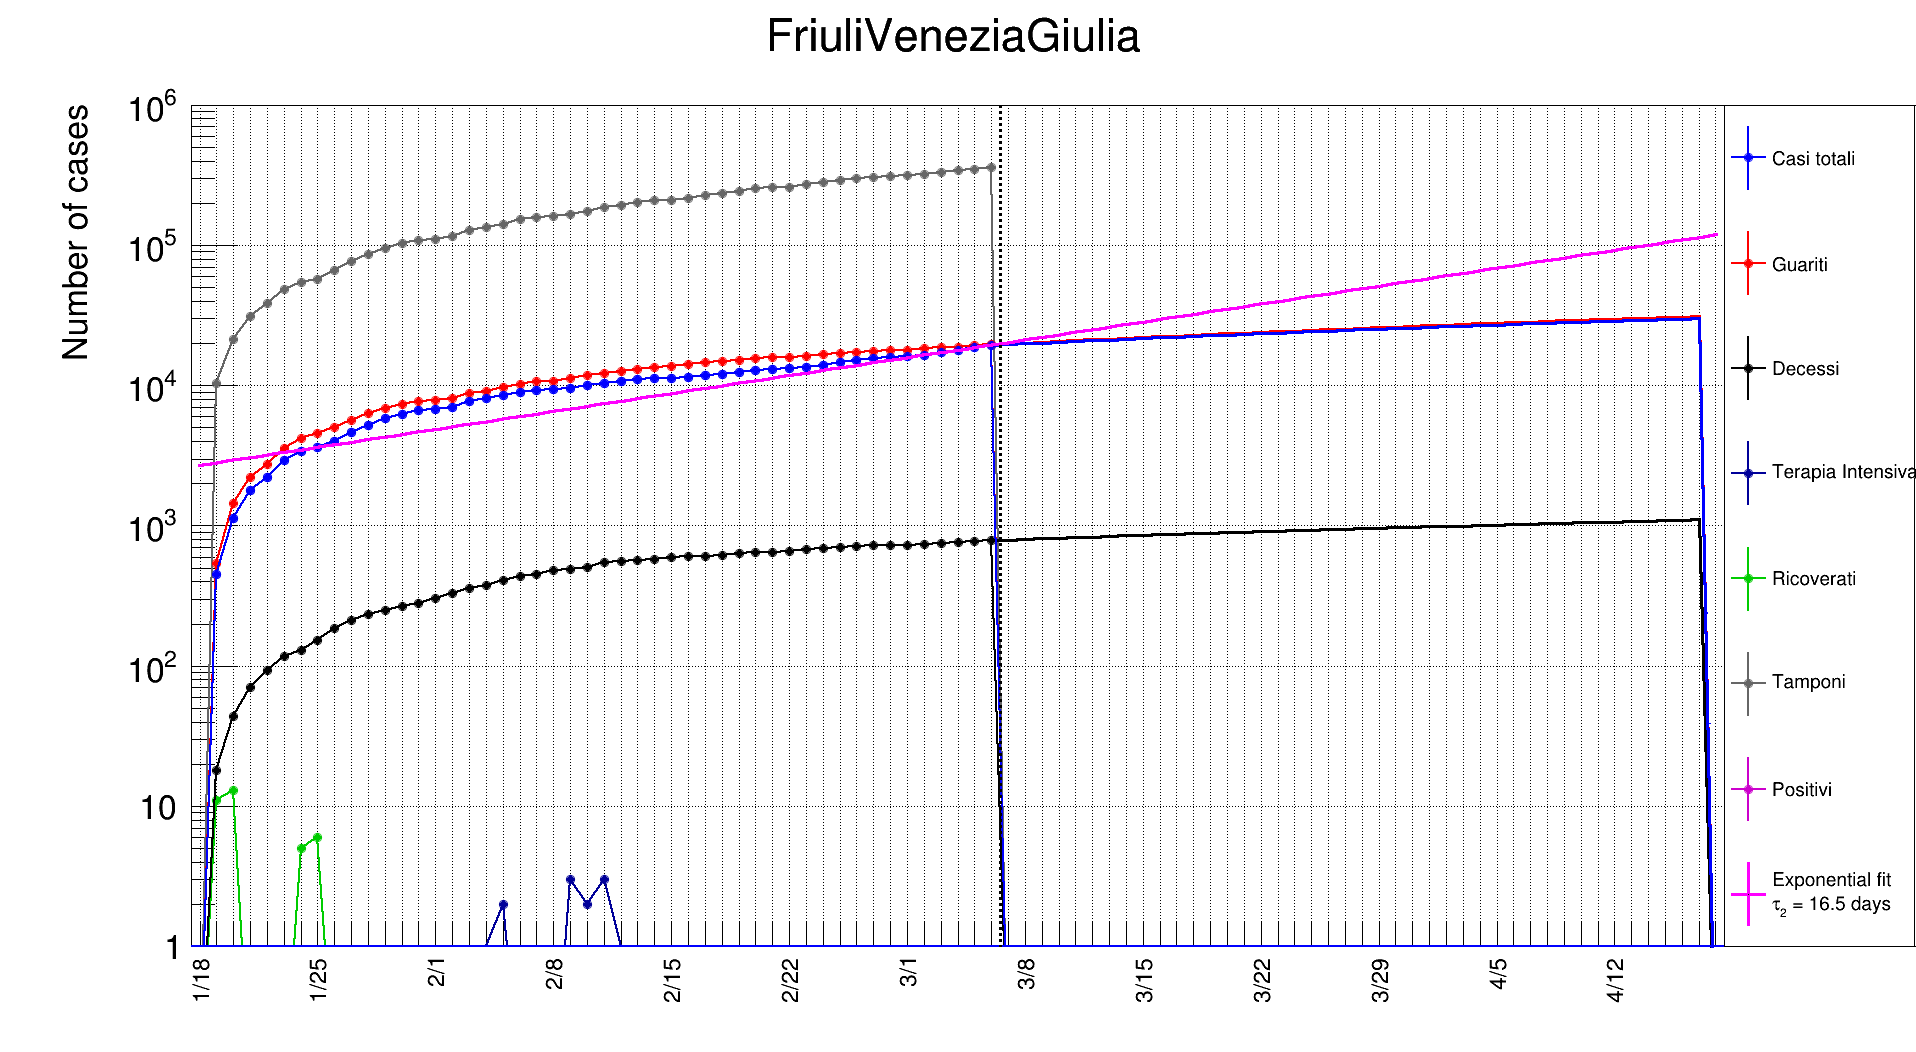 FriuliVeneziaGiulia
Number of cases
10^6
10^5
10^4
10^3
10^2
10
1
1/18
1/25
2/1
2/8
2/15
2/22
3/1
3/8
3/15
3/22
3/29
4/5
4/12
Casi totali
Guariti
Decessi
Terapia Intensiva
Ricoverati
Tamponi
Positivi
Exponential fit
τ_2 = 16.5 days